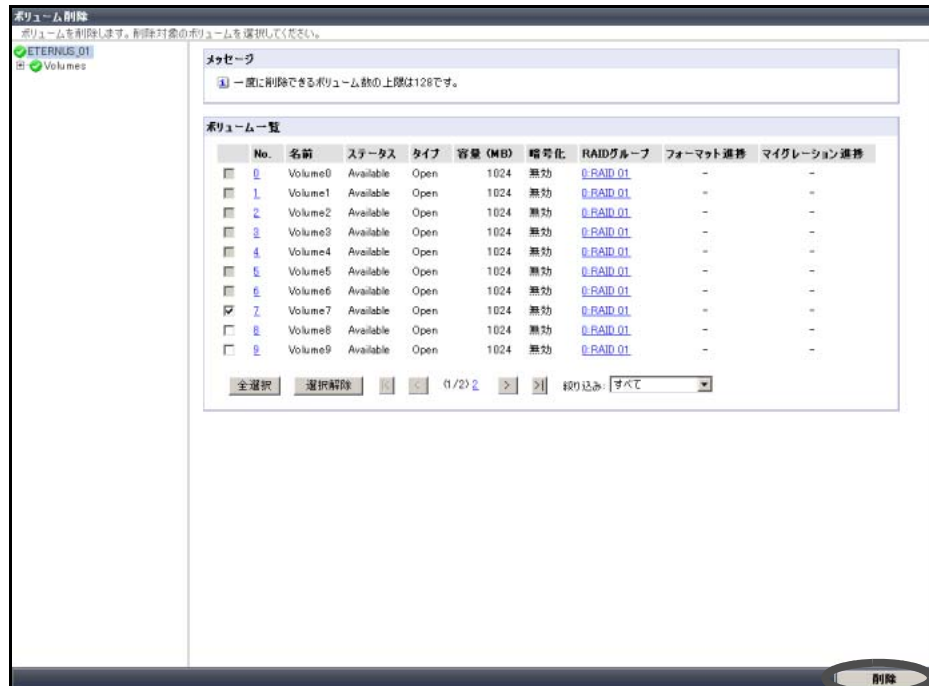 ボリューム削除
ボリュームを削除します。削除対象のボリュームを選択してください。
ETERNUS_01
Volumes
メッセージ
一度に削除できるボリューム数の上限は128です。
ボリューム一覧
No. 名前 ステータス タイプ 容量 (MB) 暗号化 RAIDグループ フォーマット進捗 マイグレーション進捗
0 Volume0 Available Open 1024 無効 0:RAID 01 - -
1 Volume1 Available Open 1024 無効 0:RAID 01 - -
2 Volume2 Available Open 1024 無効 0:RAID 01 - -
3 Volume3 Available Open 1024 無効 0:RAID 01 - -
4 Volume4 Available Open 1024 無効 0:RAID 01 - -
5 Volume5 Available Open 1024 無効 0:RAID 01 - -
6 Volume6 Available Open 1024 無効 0:RAID 01 - -
7 Volume7 Available Open 1024 無効 0:RAID 01 - -
8 Volume8 Available Open 1024 無効 0:RAID 01 - -
9 Volume9 Available Open 1024 無効 0:RAID 01 - -
全選択 選択解除 K < (1/2) 2 > >| 絞り込み: すべて
削除